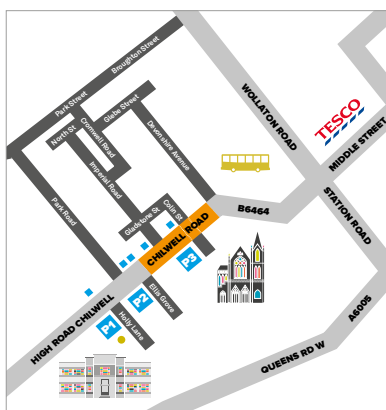 Broughton Street
Park Street
WOLLATON ROAD
TESCO
Glebe Street
Cromwell Road
North St
Devonshire Avenue
MIDDLE STREET
Imperial Road
Park Road
Colin St
Gladstone St
B6464
STATION ROAD
CHILWELL ROAD
P3
Ellis Grove
P2
P1
Holly Lane
HIGH ROAD CHILWELL
A6005
QUEENS RD W